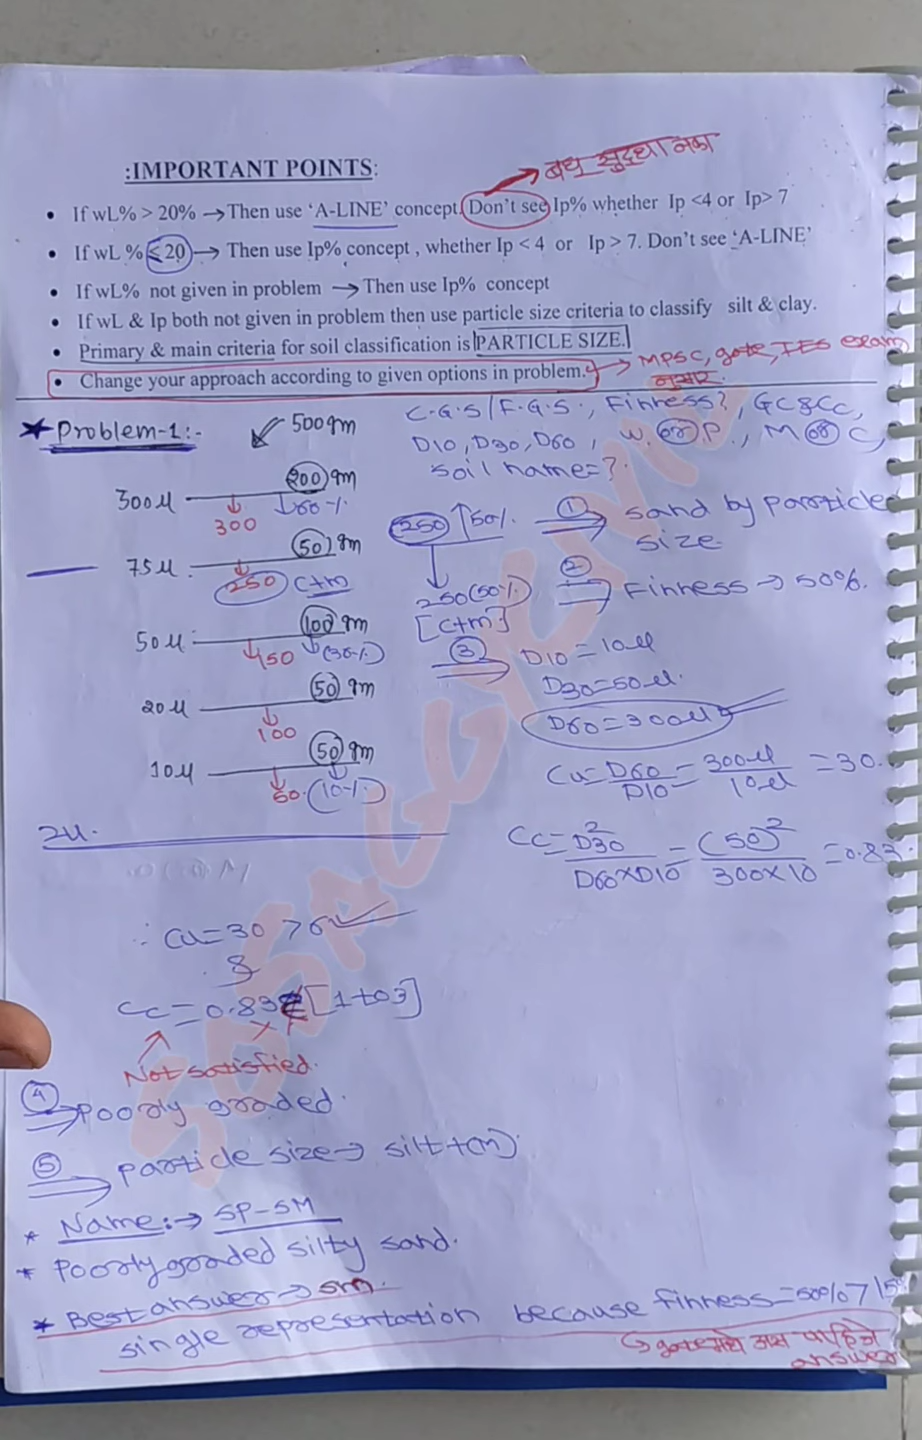 :IMPORTANT POINTS:
बघू सुद्धा नका
• If wL% > 20% → Then use ‘A-LINE’ concept. Don't see Ip% whether Ip <4 or Ip> 7
• If wL % ≤ 20 → Then use Ip% concept , whether Ip < 4 or Ip > 7. Don't see ‘A-LINE’
• If wL% not given in problem → Then use Ip% concept
• If wL & Ip both not given in problem then use particle size criteria to classify silt & clay.
• Primary & main criteria for soil classification is PARTICLE SIZE.
• Change your approach according to given options in problem. → MPSC, gate, IES exam
नुसार.
* Problem-1:-
500gm
C.G.S/F.G.S., Finness?, GC&Cc,
D10, D30, D60, W. or P., M or C,
soil name=?
300μ 200 gm
300 60%
75μ. 50 gm
250 C+m
50μ 100 gm
150 (30%)
20μ 50 gm
100
10μ 50 gm
50. (10%)
2μ.
250 ↑50%
250(50%)
[C+m]
① ⇒ sand by particle
size
② ⇒ Finness → 50%.
③ ⇒ D10 = 10μ
D30=50μ.
D60=300μ
Cu=D60/D10=300μ/10μ=30.
Cc=D30²/D60×D10=(50)²/300×10=0.83
∴ Cu=30 > 6
&
Cc=0.83 ∉ [1 to 3]
Not satisfied.
④ ⇒ Poorly graded.
⑤ ⇒ particle size → silt+(m)
* Name:→ SP-SM
* Poorly graded silty sand.
* Best answer → sm.
single representation because finness=50% > 15%
answer